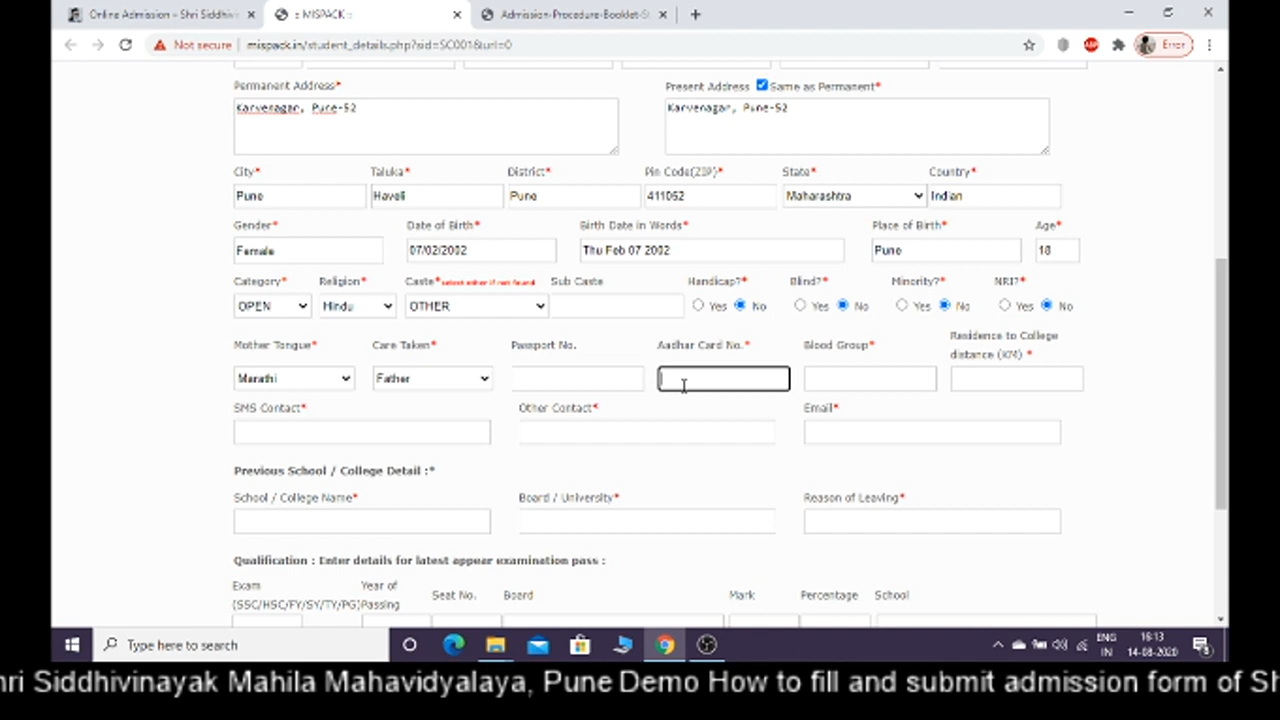 Online Admission – Shri Siddhiv
:: MISPACK ::
Admission-Procedure-Booklet-S
Not secure mispack.in/student_details.php?sid=SC001&url=0
Error
Permanent Address*
Present Address Same as Permanent*
Karvenagar, Pune-52
Karvenagar, Pune-52
City* Taluka* District* Pin Code(ZIP)* State* Country*
Pune Haveli Pune 411052 Maharashtra Indian
Gender* Date of Birth* Birth Date in Words* Place of Birth* Age*
Female 07/02/2002 Thu Feb 07 2002 Pune 18
Category* Religion* Caste*select other if not found Sub Caste Handicap?* Blind?* Minority?* NRI?*
OPEN Hindu OTHER Yes No Yes No Yes No Yes No
Mother Tongue* Care Taken* Passport No. Aadhar Card No.* Blood Group* Residence to College
distance (KM) *
Marathi Father
SMS Contact* Other Contact* Email*
Previous School / College Detail :*
School / College Name* Board / University* Reason of Leaving*
Qualification : Enter details for latest appear examination pass :
Exam
(SSC/HSC/FY/SY/TY/PG) Year of
Passing Seat No. Board Mark Percentage School
Type here to search
ENG
IN
16:13
14-08-2020
hri Siddhivinayak Mahila Mahavidyalaya, Pune Demo How to fill and submit admission form of Sh